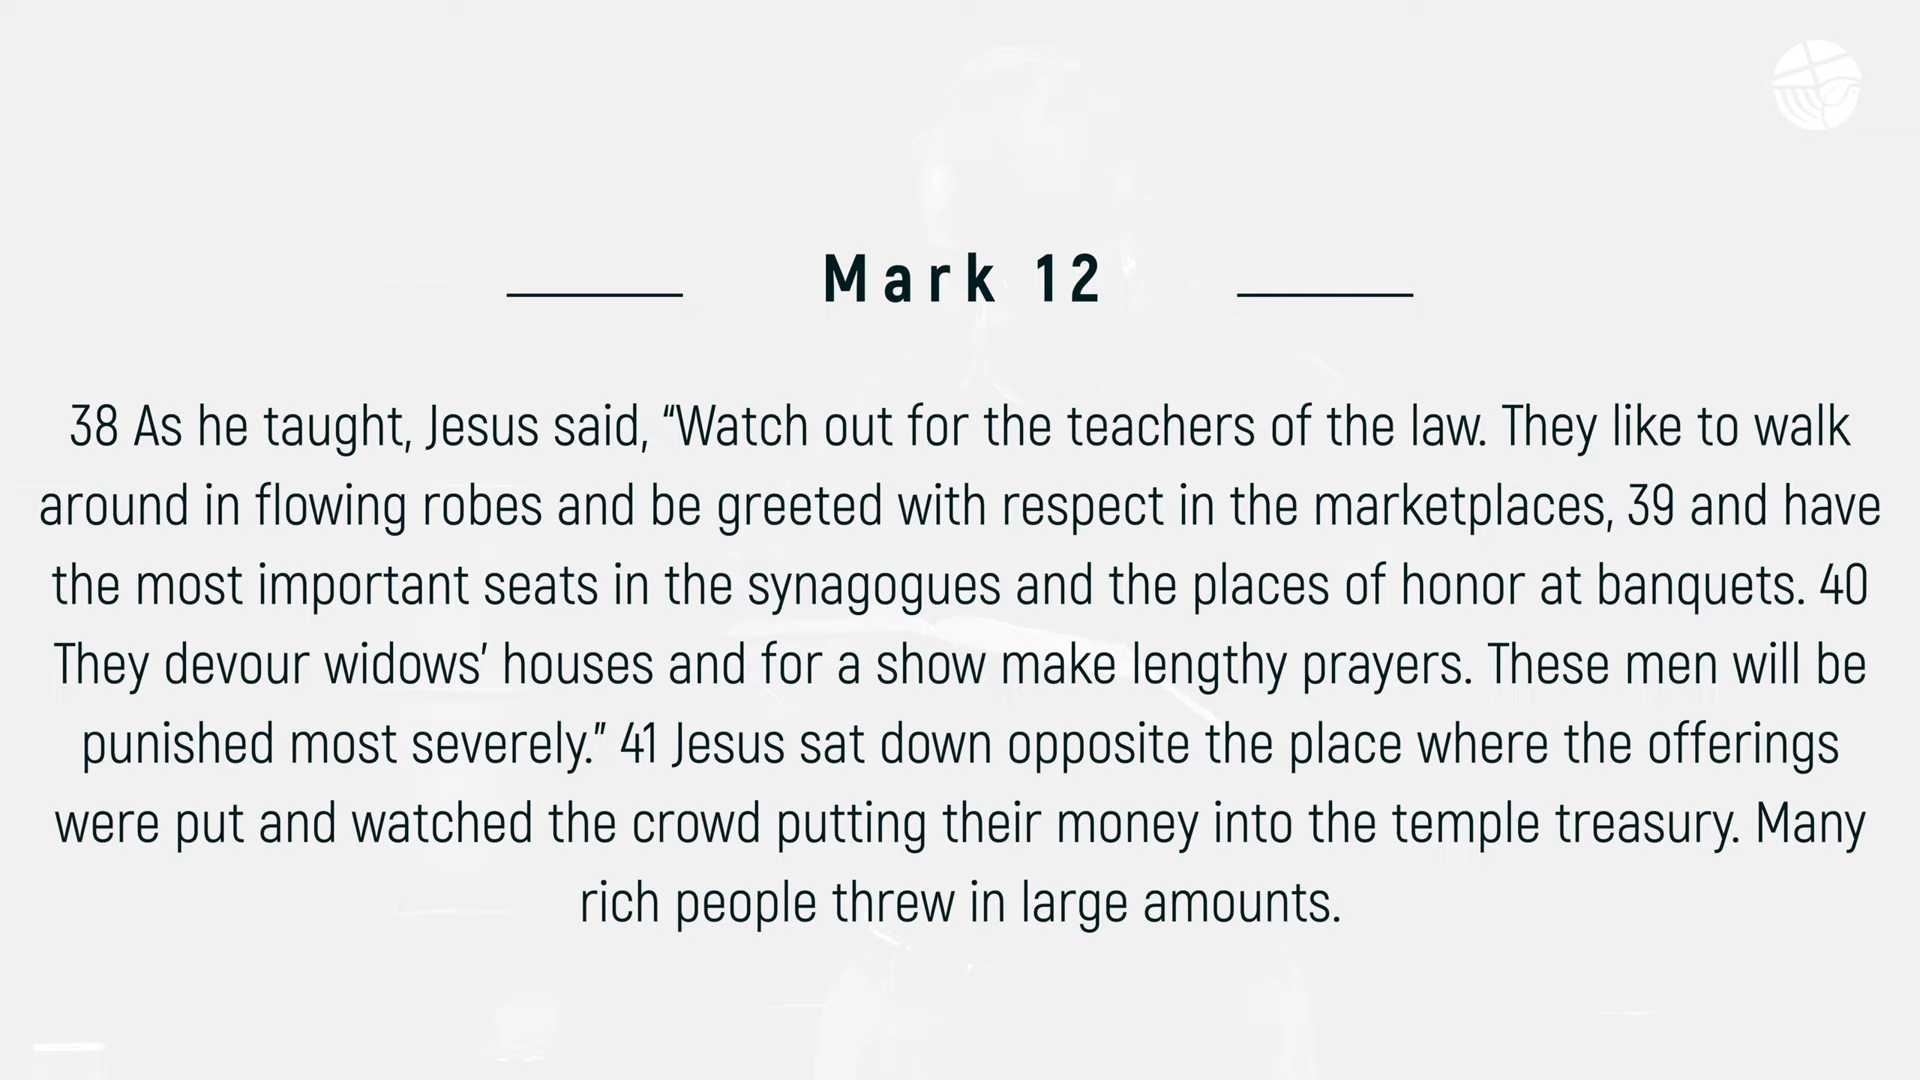 Mark 12
38 As he taught, Jesus said, “Watch out for the teachers of the law. They like to walk
around in flowing robes and be greeted with respect in the marketplaces, 39 and have
the most important seats in the synagogues and the places of honor at banquets. 40
They devour widows’ houses and for a show make lengthy prayers. These men will be
punished most severely.” 41 Jesus sat down opposite the place where the offerings
were put and watched the crowd putting their money into the temple treasury. Many
rich people threw in large amounts.